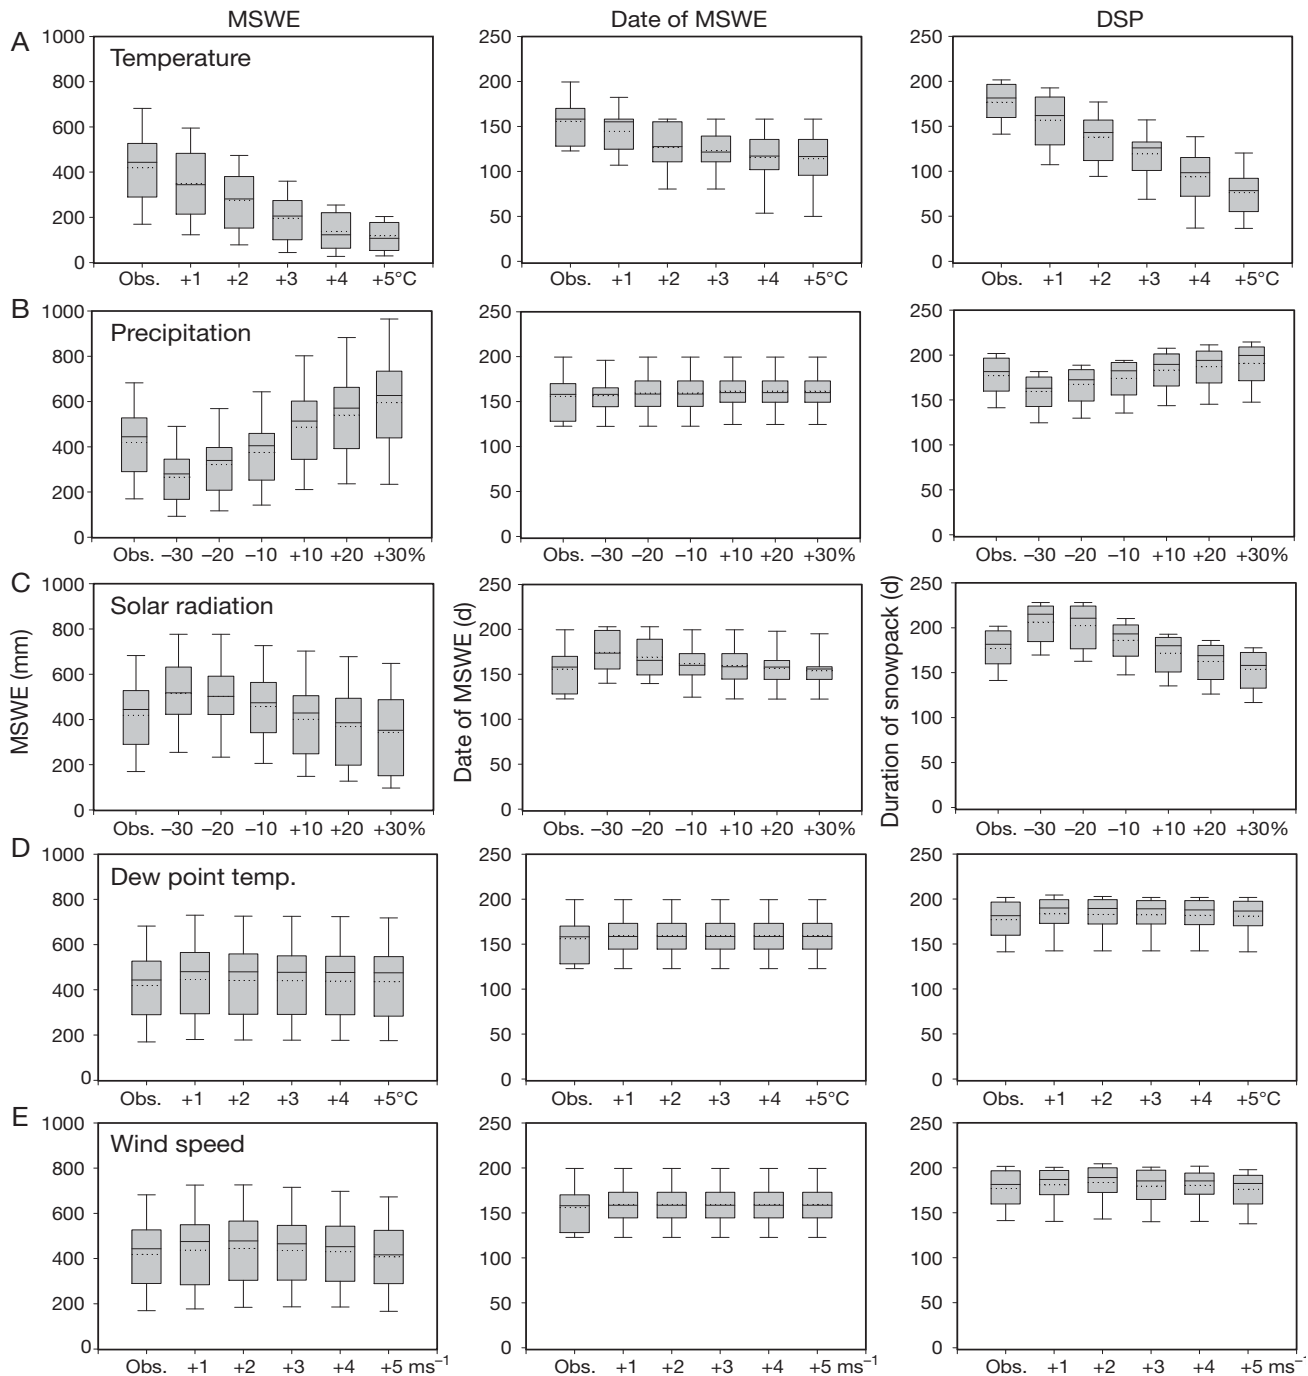 MSWE Date of MSWE DSP
A
Temperature
1000 800 600 400 200 0
250 200 150 100 50 0
250 200 150 100 50 0
Obs. +1 +2 +3 +4 +5°C
Obs. +1 +2 +3 +4 +5°C
Obs. +1 +2 +3 +4 +5°C
B
Precipitation
1000 800 600 400 200 0
250 200 150 100 50 0
250 200 150 100 50 0
Obs. –30 –20 –10 +10 +20 +30%
Obs. –30 –20 –10 +10 +20 +30%
Obs. –30 –20 –10 +10 +20 +30%
C
Solar radiation
MSWE (mm)
1000 800 600 400 200 0
Date of MSWE (d)
250 200 150 100 50 0
Duration of snowpack (d)
250 200 150 100 50 0
Obs. –30 –20 –10 +10 +20 +30%
Obs. –30 –20 –10 +10 +20 +30%
Obs. –30 –20 –10 +10 +20 +30%
D
Dew point temp.
1000 800 600 400 200 0
250 200 150 100 50 0
250 200 150 100 50 0
Obs. +1 +2 +3 +4 +5°C
Obs. +1 +2 +3 +4 +5°C
Obs. +1 +2 +3 +4 +5°C
E
Wind speed
1000 800 600 400 200 0
250 200 150 100 50 0
250 200 150 100 50 0
Obs. +1 +2 +3 +4 +5 ms⁻¹
Obs. +1 +2 +3 +4 +5 ms⁻¹
Obs. +1 +2 +3 +4 +5 ms⁻¹